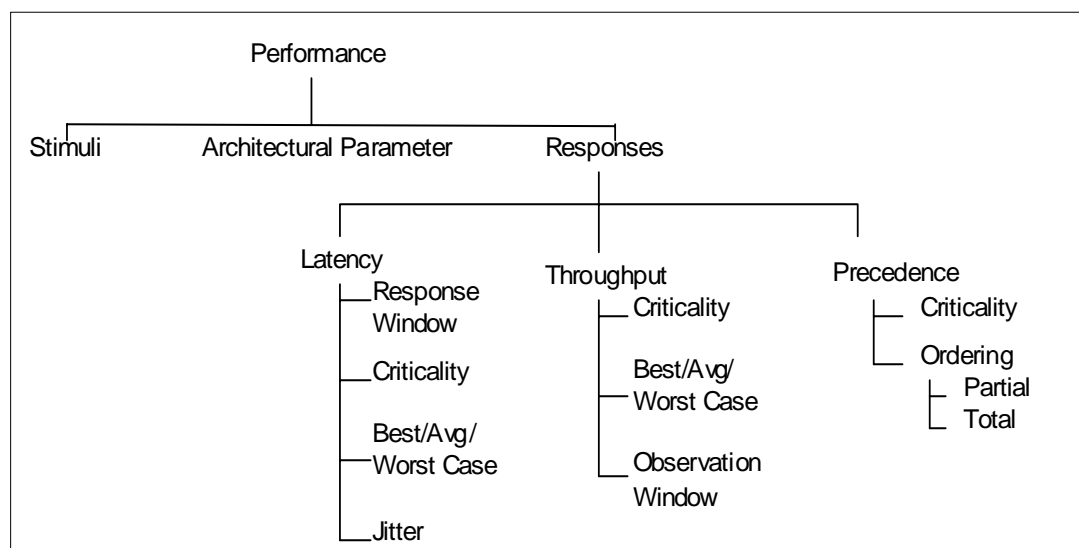 Performance
Stimuli
Architectural Parameter
Responses
Latency
Response
Window
Criticality
Best/Avg/
Worst Case
Jitter
Throughput
Criticality
Best/Avg/
Worst Case
Observation
Window
Precedence
Criticality
Ordering
Partial
Total